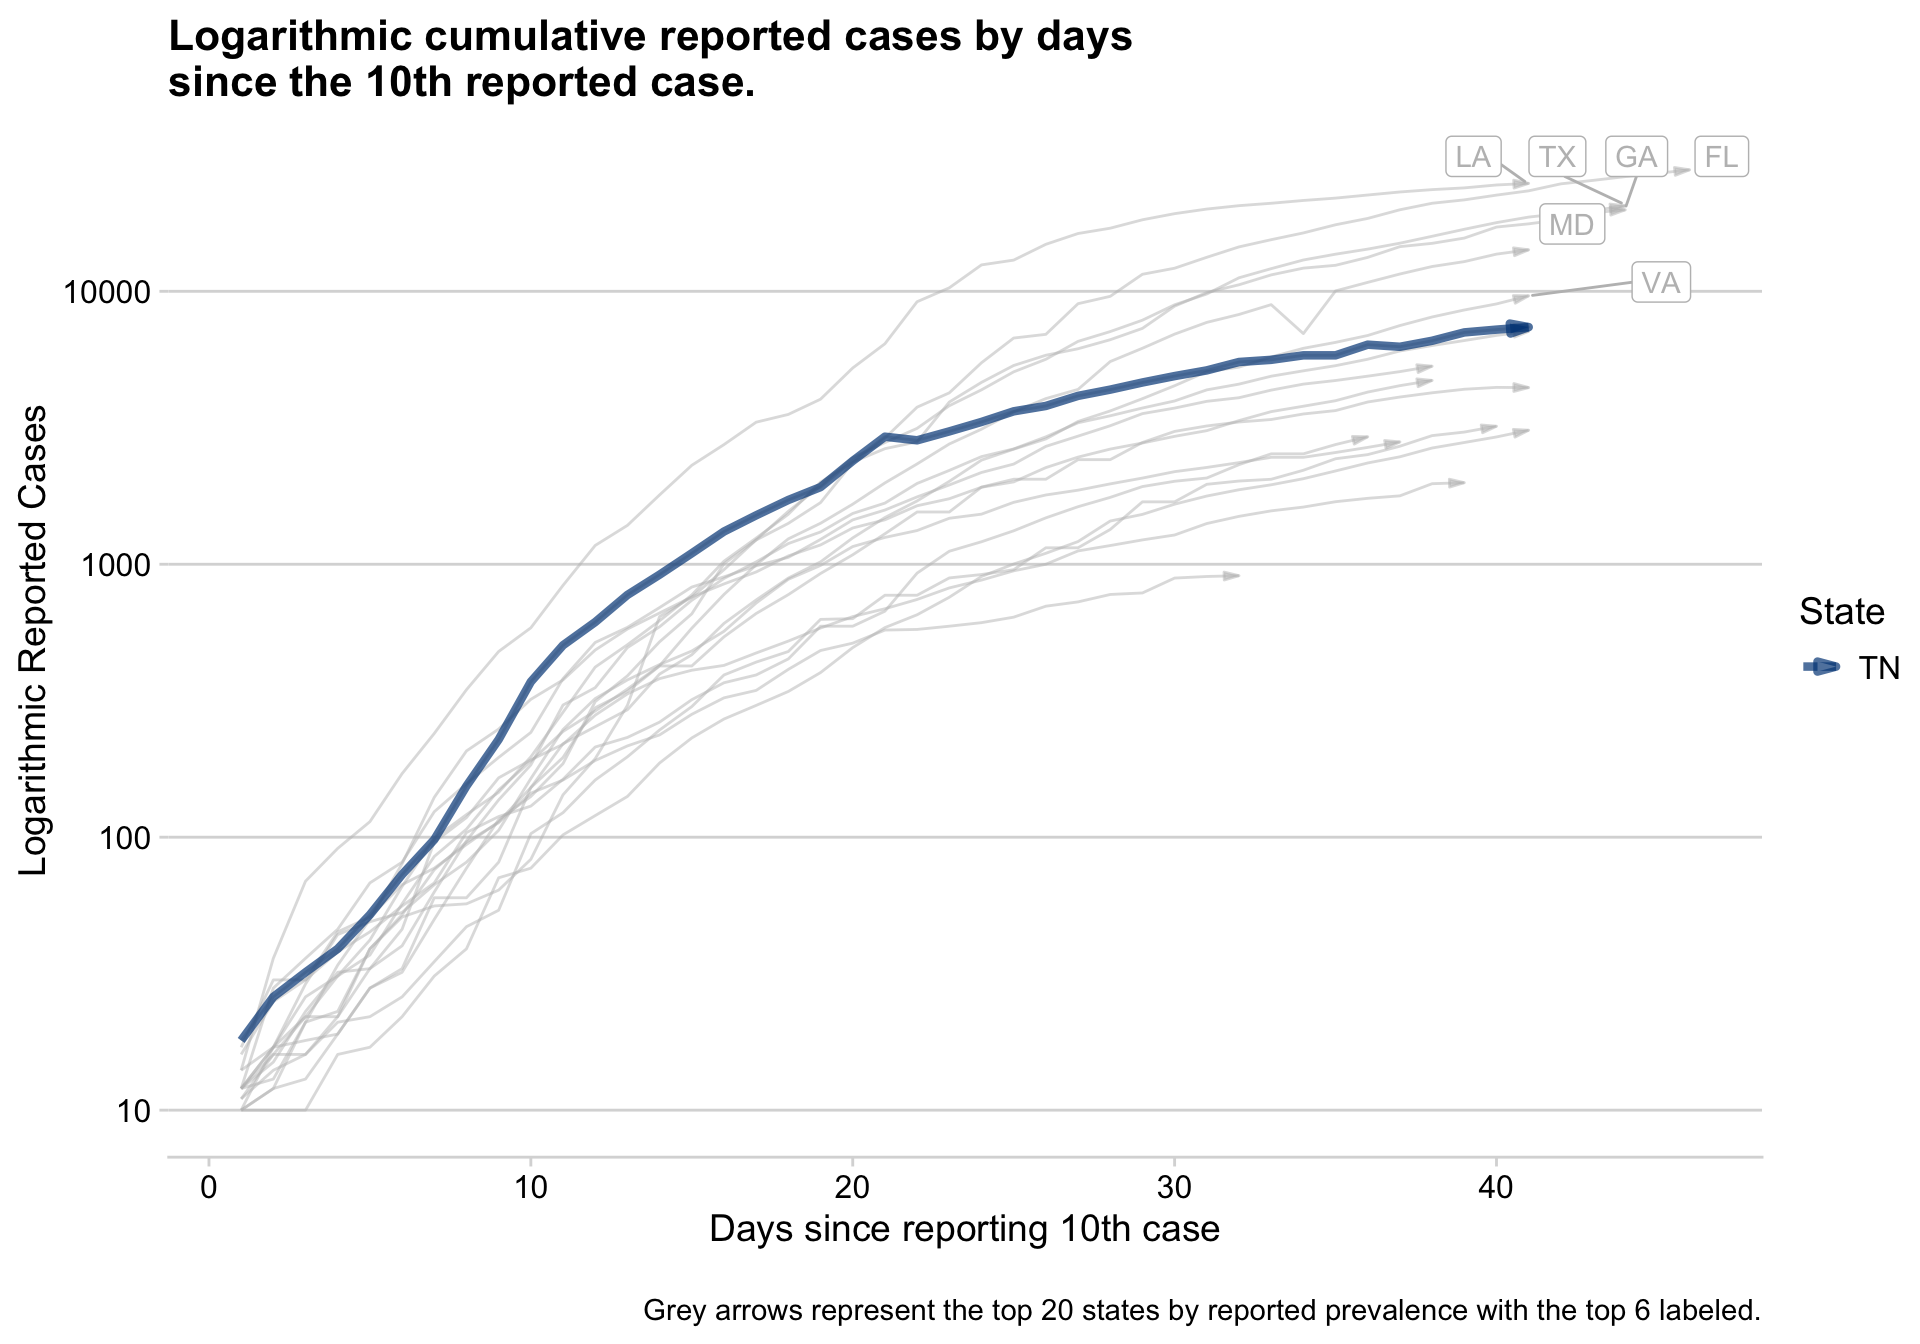 Logarithmic cumulative reported cases by days
since the 10th reported case.
LA
TX
GA
FL
MD
VA
10000
1000
100
10
Logarithmic Reported Cases
State
TN
0
10
20
30
40
Days since reporting 10th case
Grey arrows represent the top 20 states by reported prevalence with the top 6 labeled.